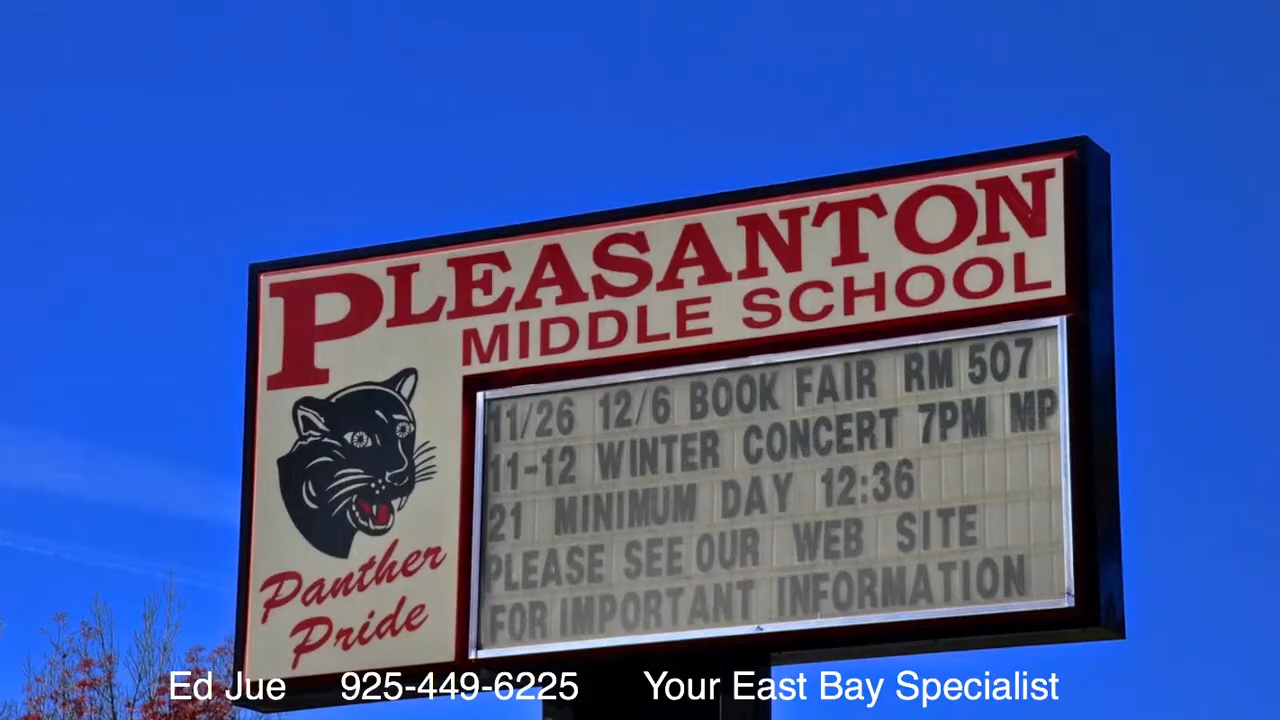 PLEASANTON
MIDDLE SCHOOL
11/26 12/6 BOOK FAIR RM 507
11-12 WINTER CONCERT 7PM MP
21 MINIMUM DAY 12:36
PLEASE SEE OUR WEB SITE
FOR IMPORTANT INFORMATION
Panther
Pride
Ed Jue 925-449-6225 Your East Bay Specialist